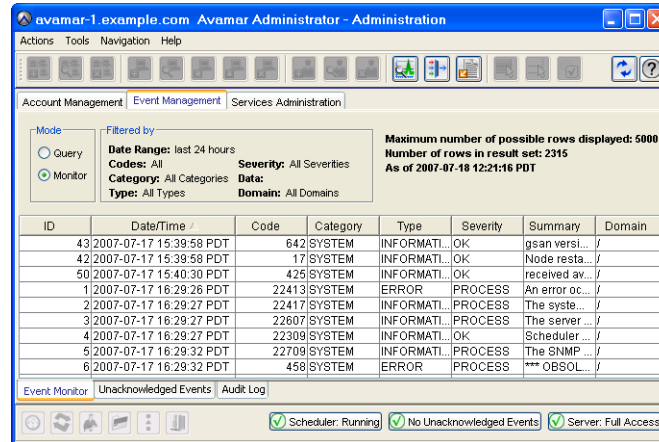 avamar-1.example.com Avamar Administrator - Administration
Actions Tools Navigation Help
Account Management Event Management Services Administration
Mode
Query
Monitor
Filtered by
Date Range: last 24 hours
Codes: All Severity: All Severities
Category: All Categories Data:
Type: All Types Domain: All Domains
Maximum number of possible rows displayed: 5000
Number of rows in result set: 2315
As of 2007-07-18 12:21:16 PDT
ID Date/Time Code Category Type Severity Summary Domain
43 2007-07-17 15:39:58 PDT 642 SYSTEM INFORMATI... OK gsan versi... /
42 2007-07-17 15:39:58 PDT 17 SYSTEM INFORMATI... OK Node resta... /
50 2007-07-17 15:40:30 PDT 425 SYSTEM INFORMATI... OK received av... /
1 2007-07-17 16:29:26 PDT 22413 SYSTEM ERROR PROCESS An error oc... /
2 2007-07-17 16:29:27 PDT 22417 SYSTEM INFORMATI... PROCESS The syste... /
3 2007-07-17 16:29:27 PDT 22607 SYSTEM INFORMATI... PROCESS The server ... /
4 2007-07-17 16:29:27 PDT 22309 SYSTEM INFORMATI... OK Scheduler ... /
5 2007-07-17 16:29:32 PDT 22709 SYSTEM INFORMATI... PROCESS The SNMP ... /
6 2007-07-17 16:29:32 PDT 458 SYSTEM ERROR PROCESS *** OBSOL... /
Event Monitor Unacknowledged Events Audit Log
Scheduler: Running No Unacknowledged Events Server: Full Access